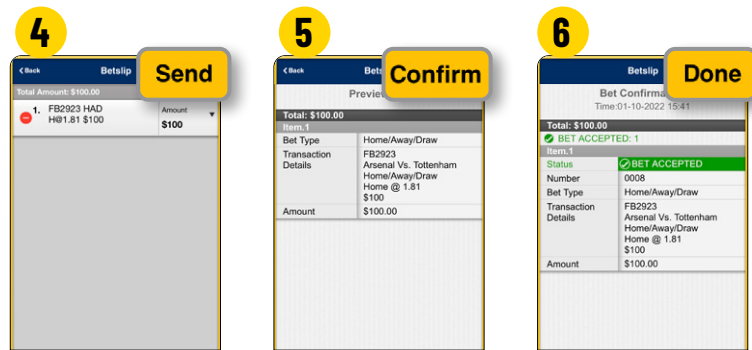 4
< Back Betslip Send
Total Amount: $100.00
1. FB2923 HAD Amount
H@1.81 $100 $100
5
< Back Confirm
Total: $100.00
Item.1
Bet Type Home/Away/Draw
Transaction FB2923
Details Arsenal Vs. Tottenham
Home/Away/Draw
Home @ 1.81
$100
Amount $100.00
6
Betslip Done
Bet
Time:01-10-2022 15:41
Total: $100.00
BET ACCEPTED: 1
Item.1
Status BET ACCEPTED
Number 0008
Bet Type Home/Away/Draw
Transaction FB2923
Details Arsenal Vs. Tottenham
Home/Away/Draw
Home @ 1.81
$100
Amount $100.00